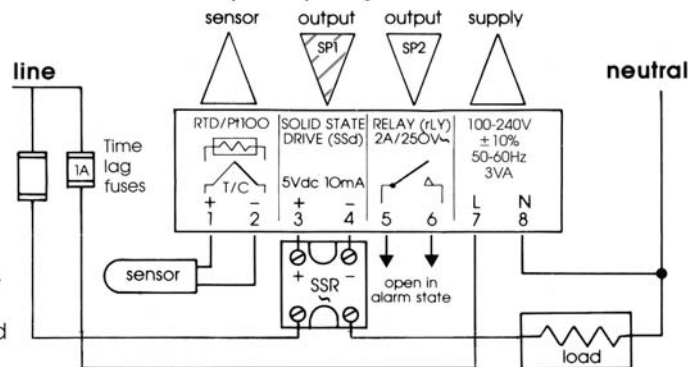 sensor output output supply
SP1 SP2
line neutral
RTD/Pt100 SOLID STATE RELAY (rLY) 100-240V
DRIVE (SSd) 2A/250V~ ±10%
50-60Hz
3VA
Time
lag
fuses
1A
T/C 5Vdc 10mA
L N
+ - + -
1 2 3 4 5 6 7 8
sensor
+ SSR -
~
open in
alarm state
load